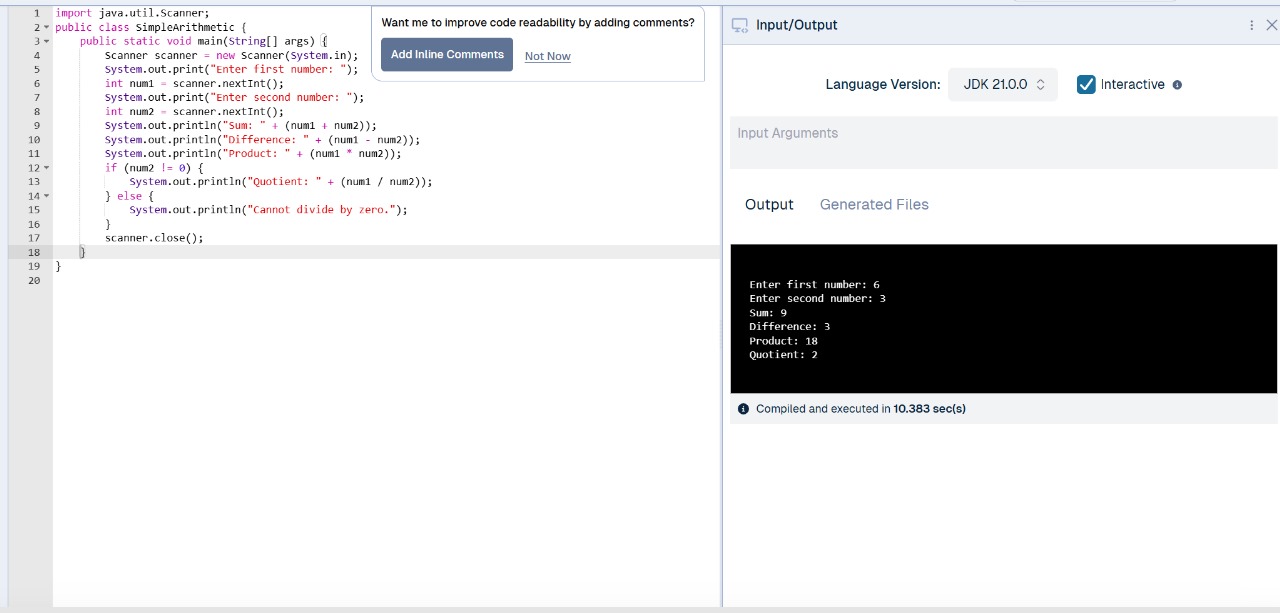 1 import java.util.Scanner;
2 public class SimpleArithmetic {
3     public static void main(String[] args) {
4         Scanner scanner = new Scanner(System.in);
5         System.out.print("Enter first number: ");
6         int num1 = scanner.nextInt();
7         System.out.print("Enter second number: ");
8         int num2 = scanner.nextInt();
9         System.out.println("Sum: " + (num1 + num2));
10         System.out.println("Difference: " + (num1 - num2));
11         System.out.println("Product: " + (num1 * num2));
12         if (num2 != 0) {
13             System.out.println("Quotient: " + (num1 / num2));
14         } else {
15             System.out.println("Cannot divide by zero.");
16         }
17         scanner.close();
18     }
19 }
20
Want me to improve code readability by adding comments?
Add Inline Comments Not Now
Input/Output
Language Version: JDK 21.0.0 Interactive
Input Arguments
Output Generated Files
Enter first number: 6
Enter second number: 3
Sum: 9
Difference: 3
Product: 18
Quotient: 2
Compiled and executed in 10.383 sec(s)